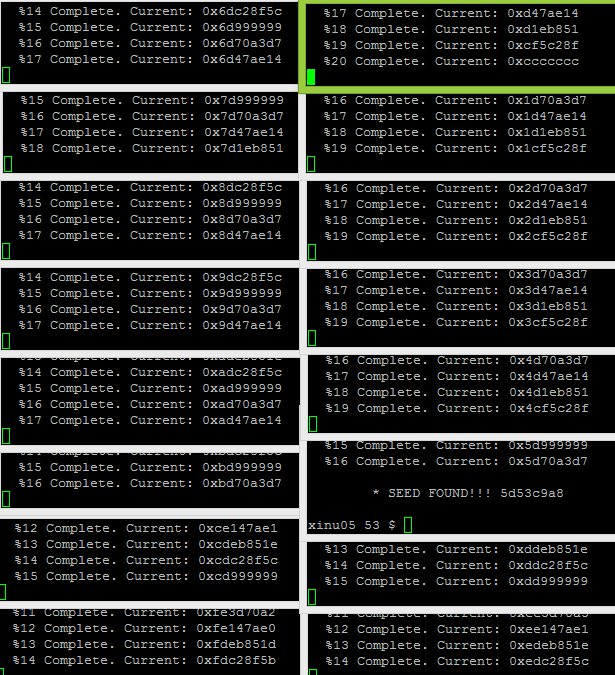 %14 Complete. Current: 0x6dc28f5c
%15 Complete. Current: 0x6d999999
%16 Complete. Current: 0x6d70a3d7
%17 Complete. Current: 0x6d47ae14
%17 Complete. Current: 0xd47ae14
%18 Complete. Current: 0xd1eb851
%19 Complete. Current: 0xcf5c28f
%20 Complete. Current: 0xccccccc
%15 Complete. Current: 0x7d999999
%16 Complete. Current: 0x7d70a3d7
%17 Complete. Current: 0x7d47ae14
%18 Complete. Current: 0x7d1eb851
%16 Complete. Current: 0x1d70a3d7
%17 Complete. Current: 0x1d47ae14
%18 Complete. Current: 0x1d1eb851
%19 Complete. Current: 0x1cf5c28f
%14 Complete. Current: 0x8dc28f5c
%15 Complete. Current: 0x8d999999
%16 Complete. Current: 0x8d70a3d7
%17 Complete. Current: 0x8d47ae14
%16 Complete. Current: 0x2d70a3d7
%17 Complete. Current: 0x2d47ae14
%18 Complete. Current: 0x2d1eb851
%19 Complete. Current: 0x2cf5c28f
%14 Complete. Current: 0x9dc28f5c
%15 Complete. Current: 0x9d999999
%16 Complete. Current: 0x9d70a3d7
%17 Complete. Current: 0x9d47ae14
%16 Complete. Current: 0x3d70a3d7
%17 Complete. Current: 0x3d47ae14
%18 Complete. Current: 0x3d1eb851
%19 Complete. Current: 0x3cf5c28f
%14 Complete. Current: 0xadc28f5c
%15 Complete. Current: 0xad999999
%16 Complete. Current: 0xad70a3d7
%17 Complete. Current: 0xad47ae14
%16 Complete. Current: 0x4d70a3d7
%17 Complete. Current: 0x4d47ae14
%18 Complete. Current: 0x4d1eb851
%19 Complete. Current: 0x4cf5c28f
%15 Complete. Current: 0xbd999999
%16 Complete. Current: 0xbd70a3d7
%15 Complete. Current: 0x5d999999
%16 Complete. Current: 0x5d70a3d7
* SEED FOUND!!! 5d53c9a8
xinu05 53 $
%12 Complete. Current: 0xce147ae1
%13 Complete. Current: 0xcdeb851e
%14 Complete. Current: 0xcdc28f5c
%15 Complete. Current: 0xcd999999
%13 Complete. Current: 0xddeb851e
%14 Complete. Current: 0xddc28f5c
%15 Complete. Current: 0xdd999999
%11 Complete. Current: 0xfe3d70a2
%12 Complete. Current: 0xfe147ae0
%13 Complete. Current: 0xfdeb851d
%14 Complete. Current: 0xfdc28f5b
%12 Complete. Current: 0xee147ae1
%13 Complete. Current: 0xedeb851e
%14 Complete. Current: 0xedc28f5c